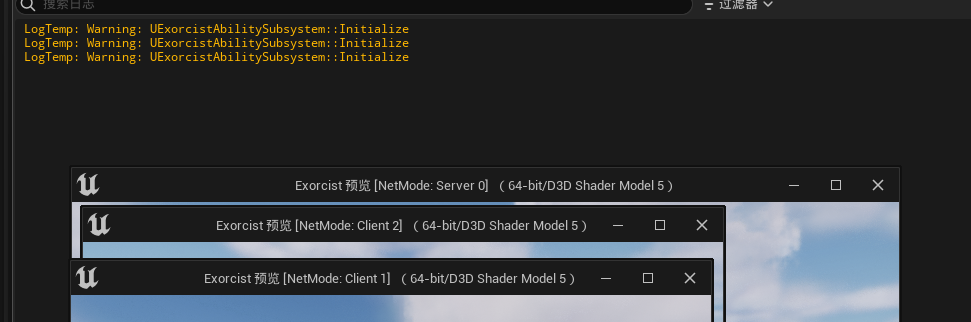 搜索日志
过滤器
LogTemp: Warning: UExorcistAbilitySubsystem::Initialize
LogTemp: Warning: UExorcistAbilitySubsystem::Initialize
LogTemp: Warning: UExorcistAbilitySubsystem::Initialize
Exorcist 预览 [NetMode: Server 0] （64-bit/D3D Shader Model 5）
Exorcist 预览 [NetMode: Client 2] （64-bit/D3D Shader Model 5）
Exorcist 预览 [NetMode: Client 1] （64-bit/D3D Shader Model 5）